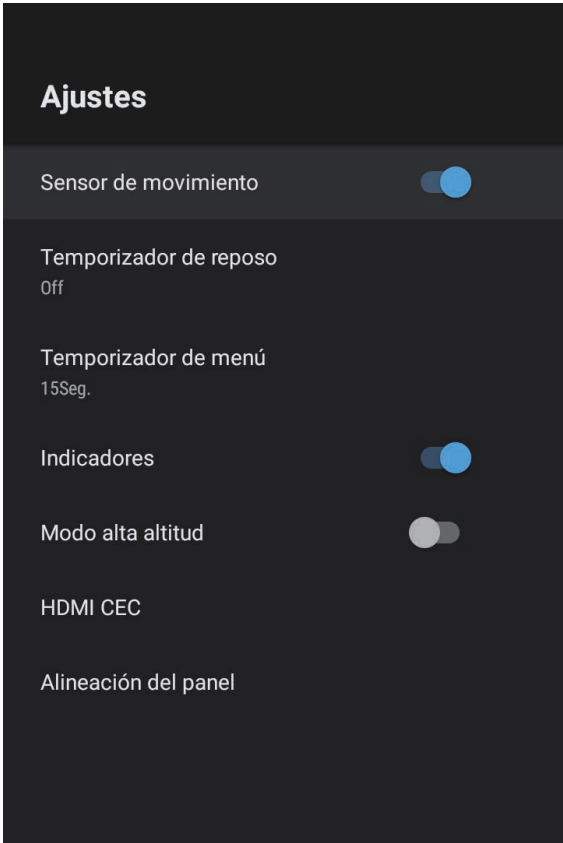 Ajustes
Sensor de movimiento
Temporizador de reposo
Off
Temporizador de menú
15Seg.
Indicadores
Modo alta altitud
HDMI CEC
Alineación del panel